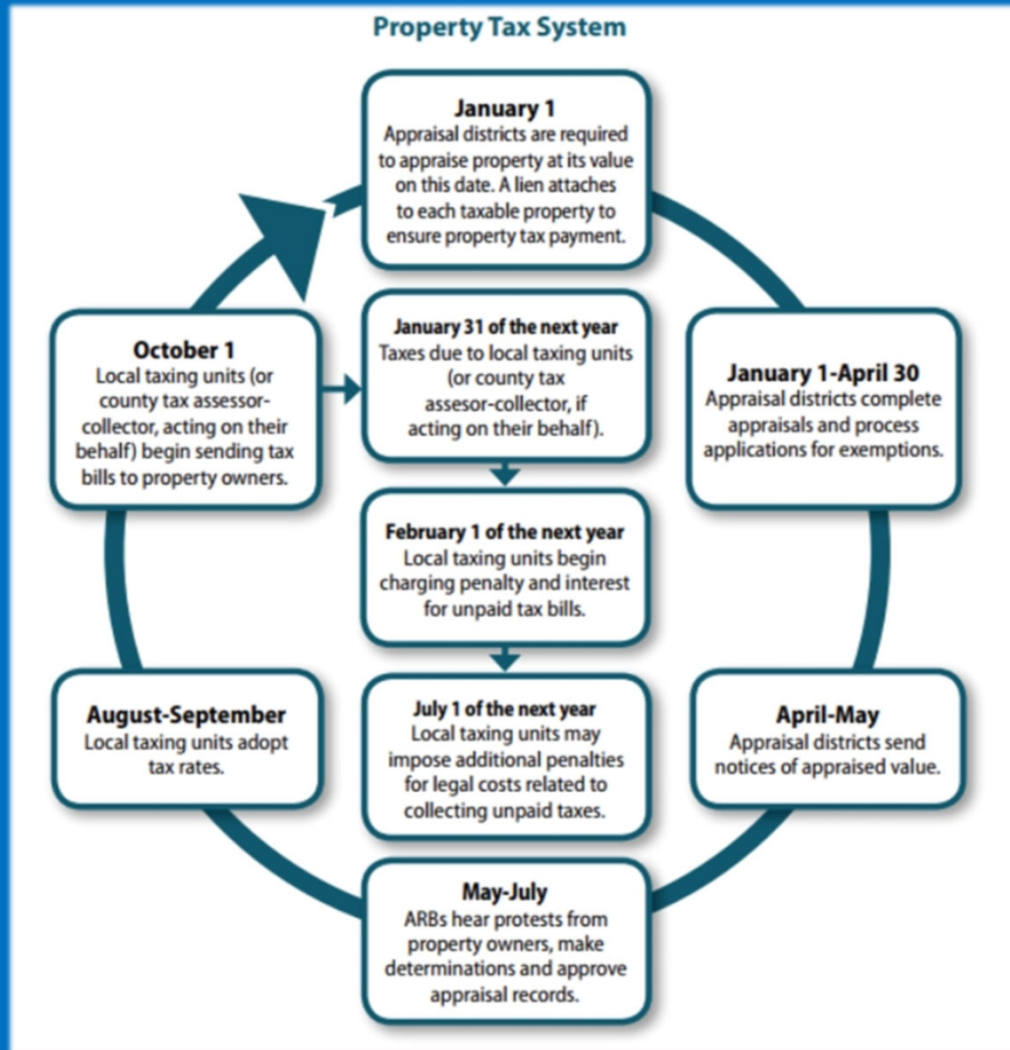 Property Tax System
January 1
Appraisal districts are required
to appraise property at its value
on this date. A lien attaches
to each taxable property to
ensure property tax payment.
January 1-April 30
Appraisal districts complete
appraisals and process
applications for exemptions.
April-May
Appraisal districts send
notices of appraised value.
May-July
ARBs hear protests from
property owners, make
determinations and approve
appraisal records.
August-September
Local taxing units adopt
tax rates.
October 1
Local taxing units (or
county tax assessor-
collector, acting on their
behalf) begin sending tax
bills to property owners.
January 31 of the next year
Taxes due to local taxing units
(or county tax
assesor-collector, if
acting on their behalf).
February 1 of the next year
Local taxing units begin
charging penalty and interest
for unpaid tax bills.
July 1 of the next year
Local taxing units may
impose additional penalties
for legal costs related to
collecting unpaid taxes.